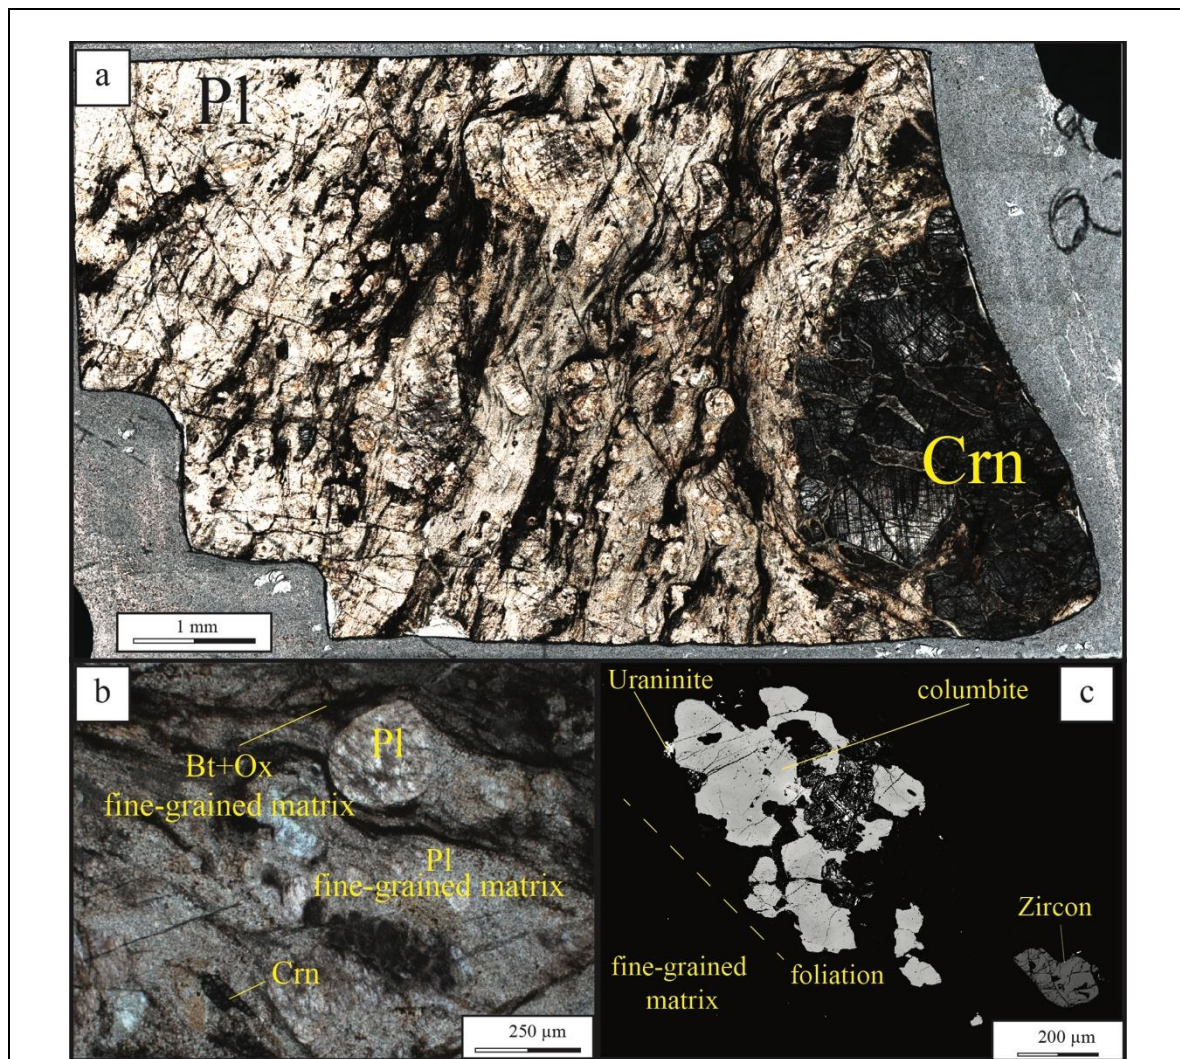 a
Pl
Crn
1 mm
b
Pl
Bt+Ox
fine-grained matrix
Pl
fine-grained matrix
Crn
250 µm
c
Uraninite
columbite
Zircon
fine-grained
matrix
foliation
200 µm